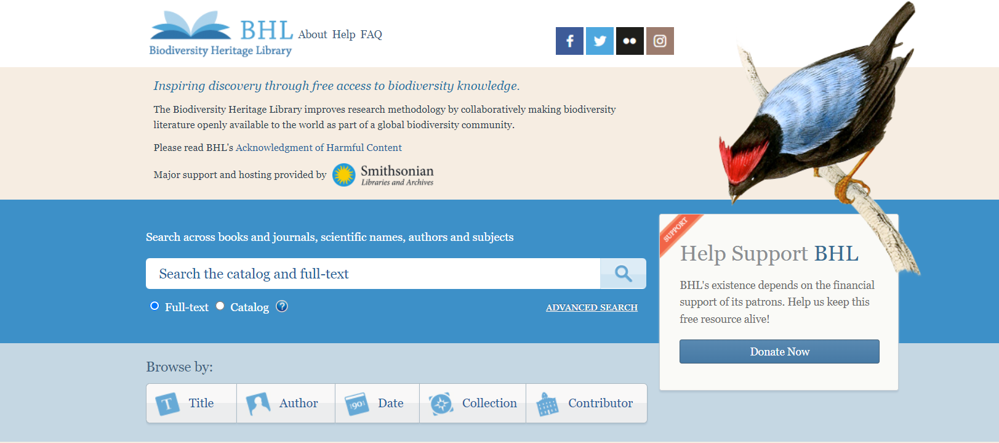 BHL
Biodiversity Heritage Library
About Help FAQ
Inspiring discovery through free access to biodiversity knowledge.
The Biodiversity Heritage Library improves research methodology by collaboratively making biodiversity
literature openly available to the world as part of a global biodiversity community.
Please read BHL's Acknowledgment of Harmful Content
Major support and hosting provided by
Smithsonian
Libraries and Archives
Search across books and journals, scientific names, authors and subjects
Search the catalog and full-text
Full-text Catalog ?
ADVANCED SEARCH
SUPPORT
Help Support BHL
BHL's existence depends on the financial
support of its patrons. Help us keep this
free resource alive!
Donate Now
Browse by:
T Title
Author
1901 Date
Collection
Contributor